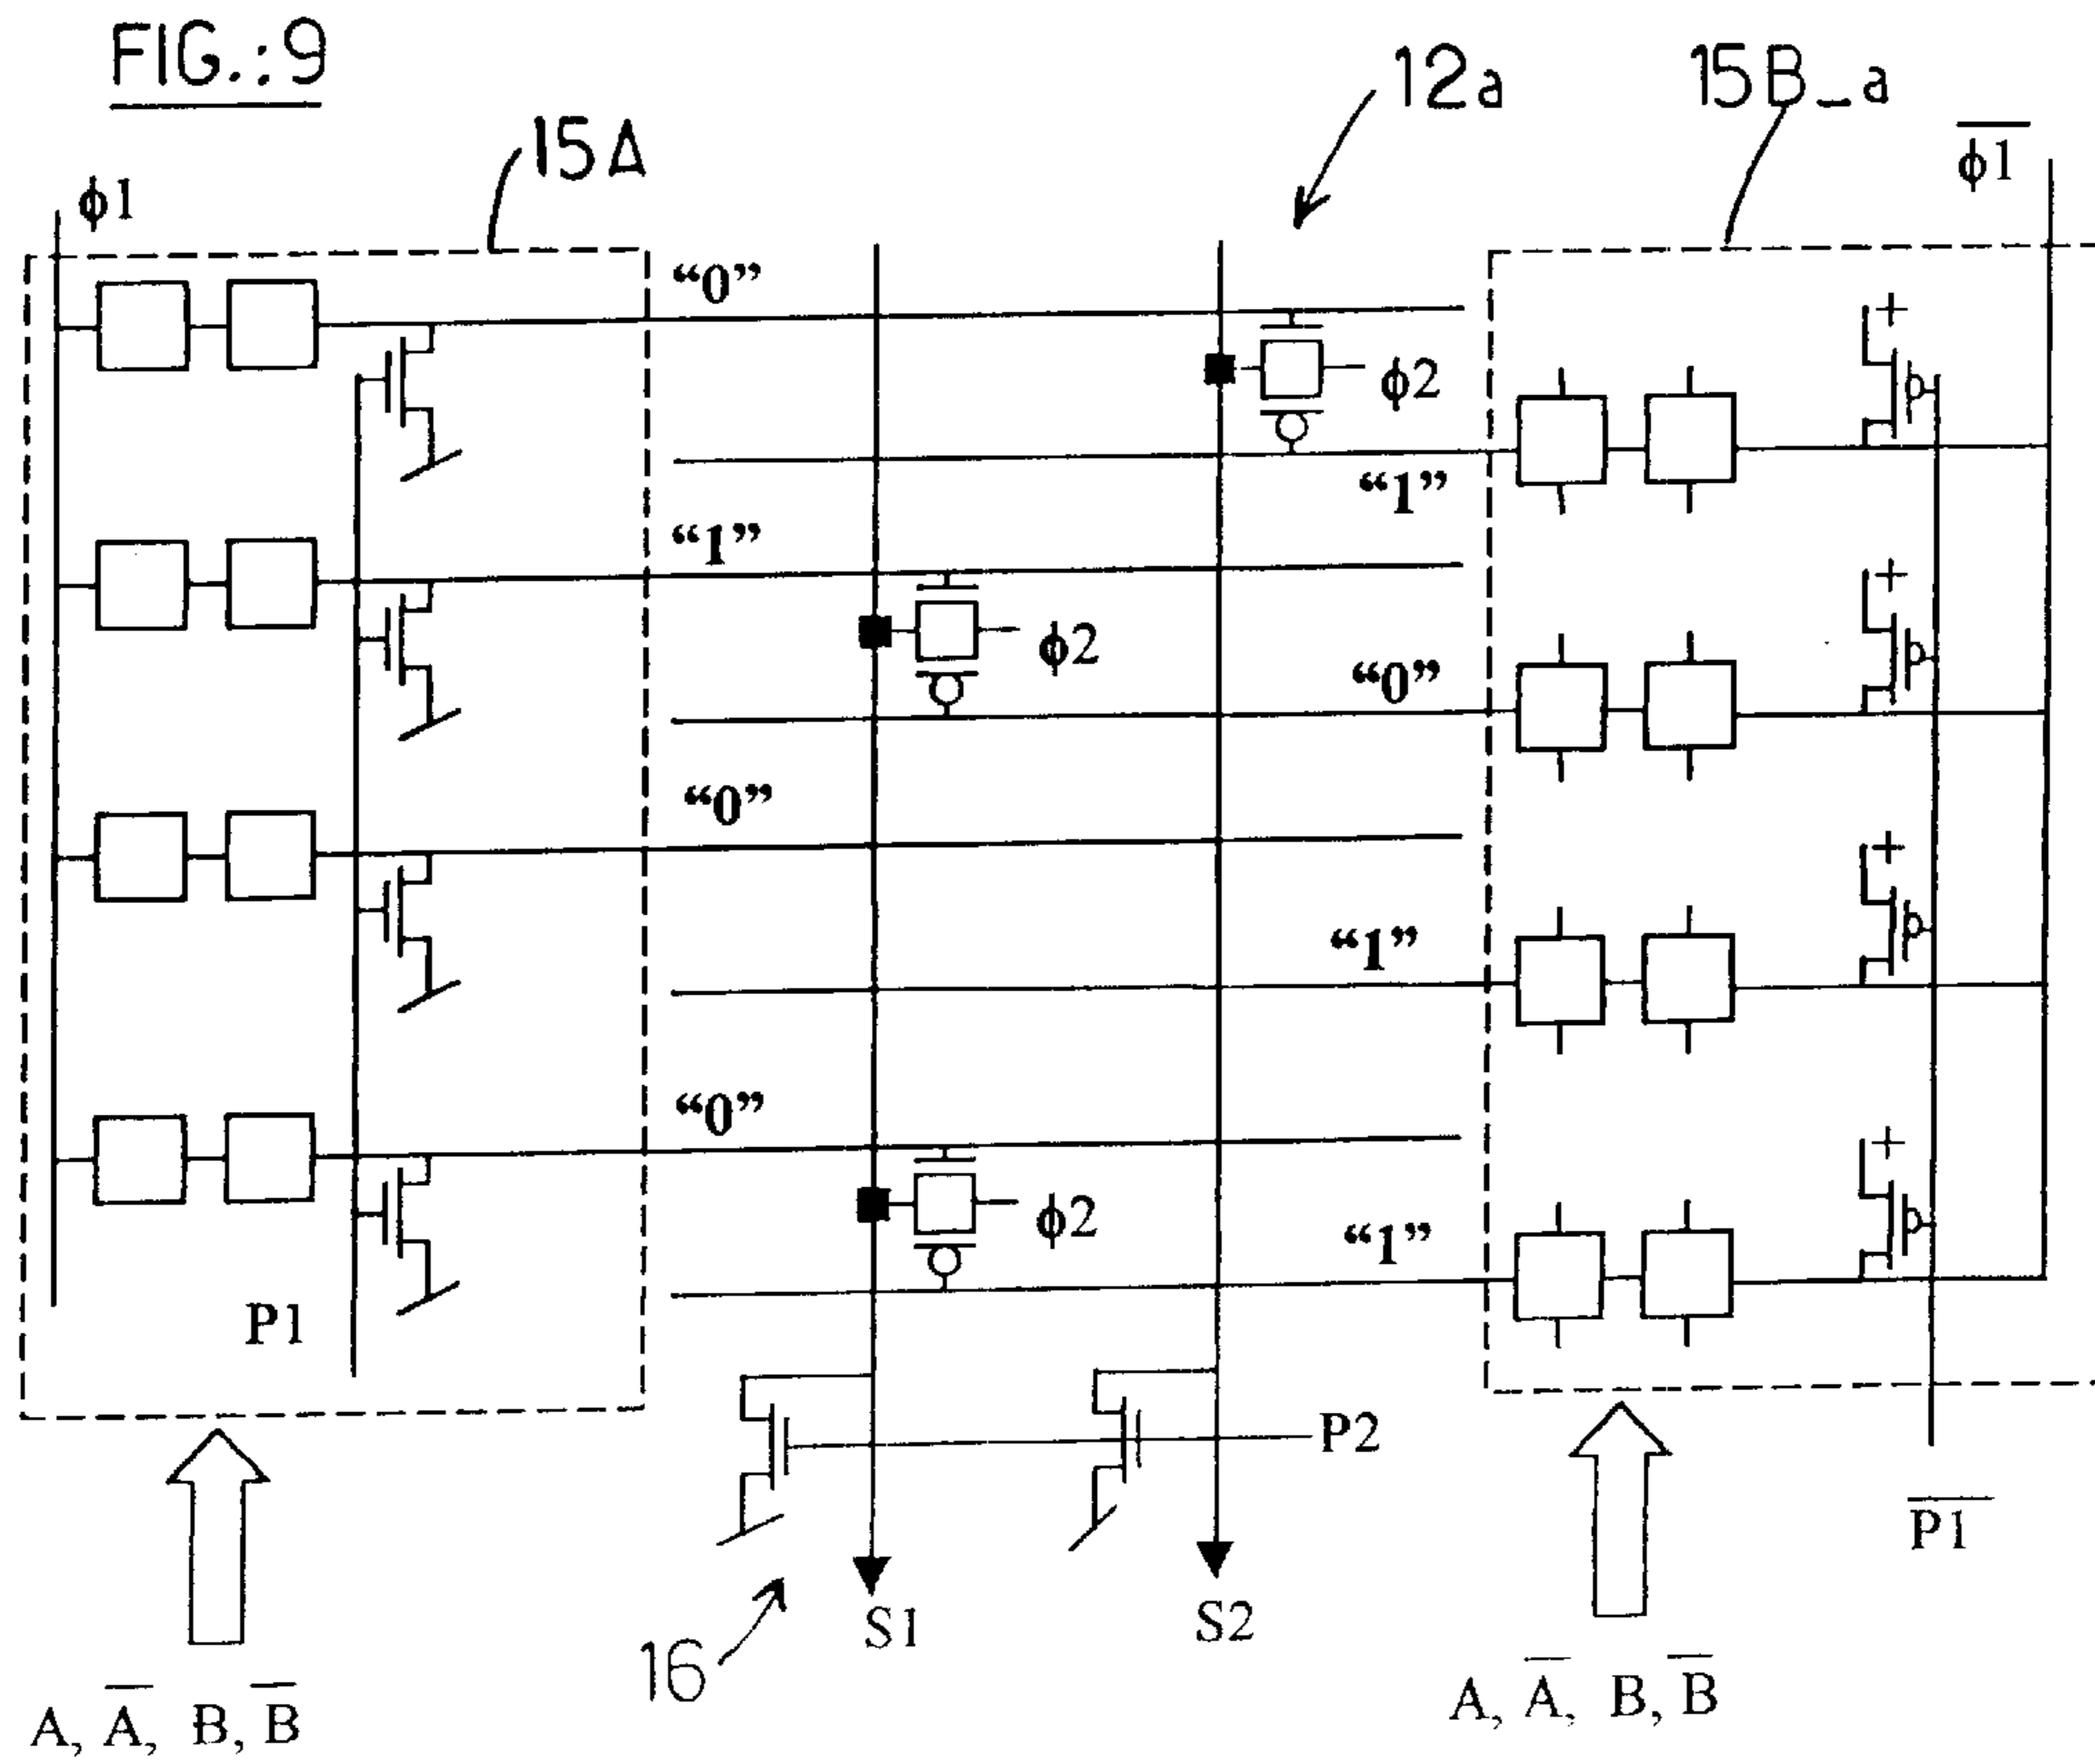 FIG.:9
12a
15B_a
15A
ϕ1
ϕ1̅
“0”
+
ϕ2
“1”
“1”
+
ϕ2
“0”
“0”
+
“1”
“0”
+
ϕ2
“1”
P1
P2
P̅1̅
S1
S2
16
A, A̅, B, B̅
A, A̅, B, B̅